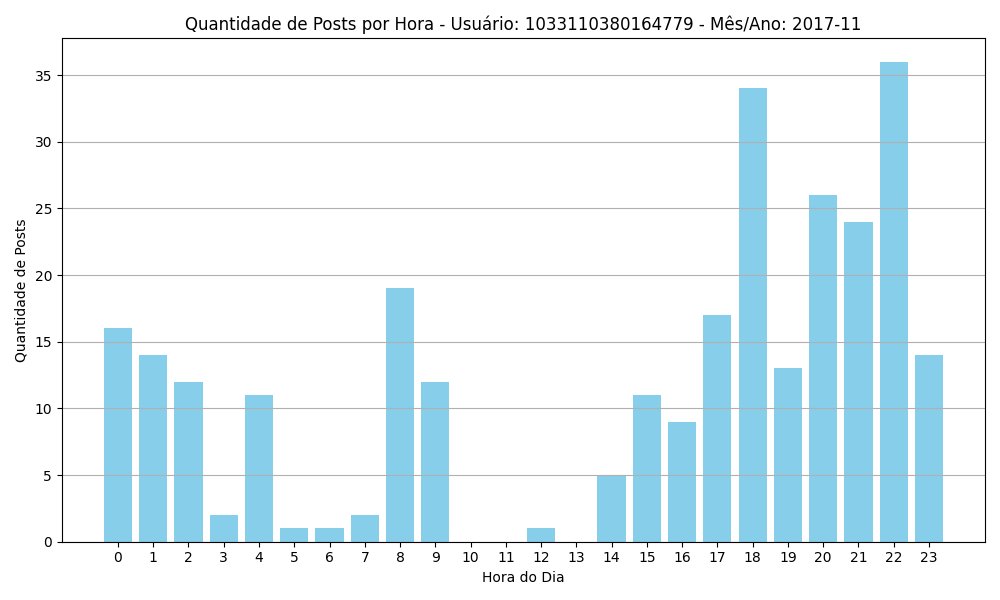 Quantidade de Posts por Hora - Usuário: 1033110380164779 - Mês/Ano: 2017-11
Quantidade de Posts
35
30
25
20
15
10
5
0
0 1 2 3 4 5 6 7 8 9 10 11 12 13 14 15 16 17 18 19 20 21 22 23
Hora do Dia